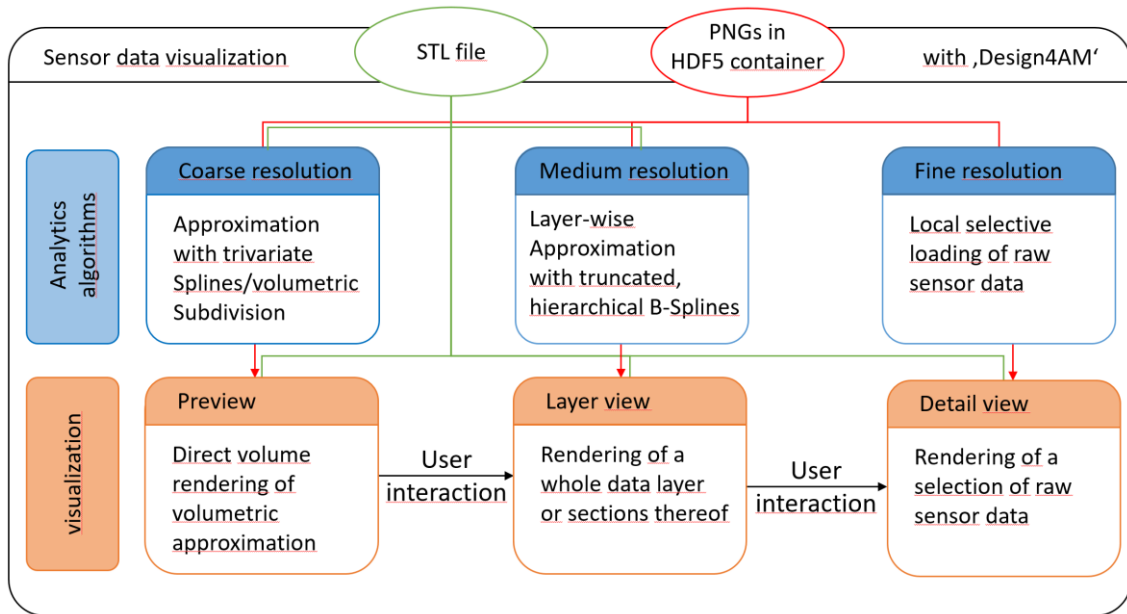 Sensor data visualization
STL file
PNGs in
HDF5 container
with ‚Design4AM‘
Analytics
algorithms
Coarse resolution
Approximation
with trivariate
Splines/volumetric
Subdivision
Medium resolution
Layer-wise
Approximation
with truncated,
hierarchical B-Splines
Fine resolution
Local selective
loading of raw
sensor data
visualization
Preview
Direct volume
rendering of
volumetric
approximation
User
interaction
Layer view
Rendering of a
whole data layer
or sections thereof
User
interaction
Detail view
Rendering of a
selection of raw
sensor data